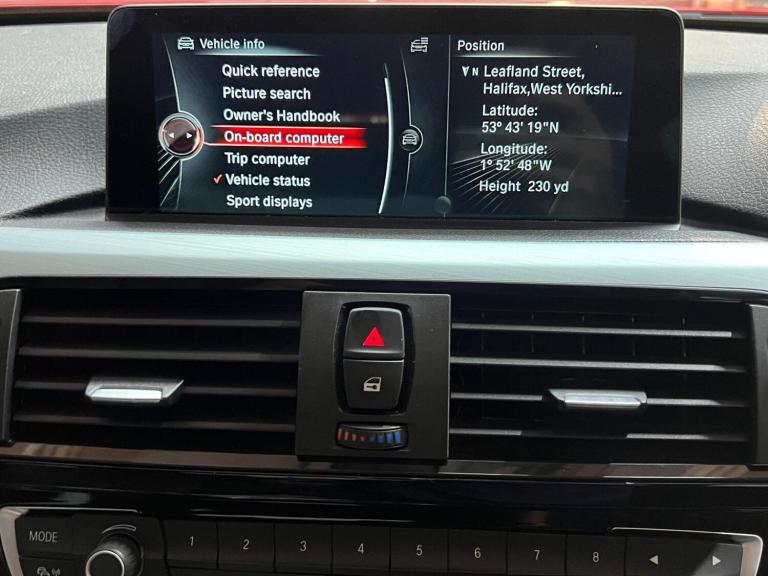 Vehicle info
Quick reference
Picture search
Owner's Handbook
On-board computer
Trip computer
Vehicle status
Sport displays
Position
N Leafland Street,
Halifax,West Yorkshi...
Latitude:
53° 43' 19"N
Longitude:
1° 52' 48"W
Height 230 yd
MODE
1 2 3 4 5 6 7 8